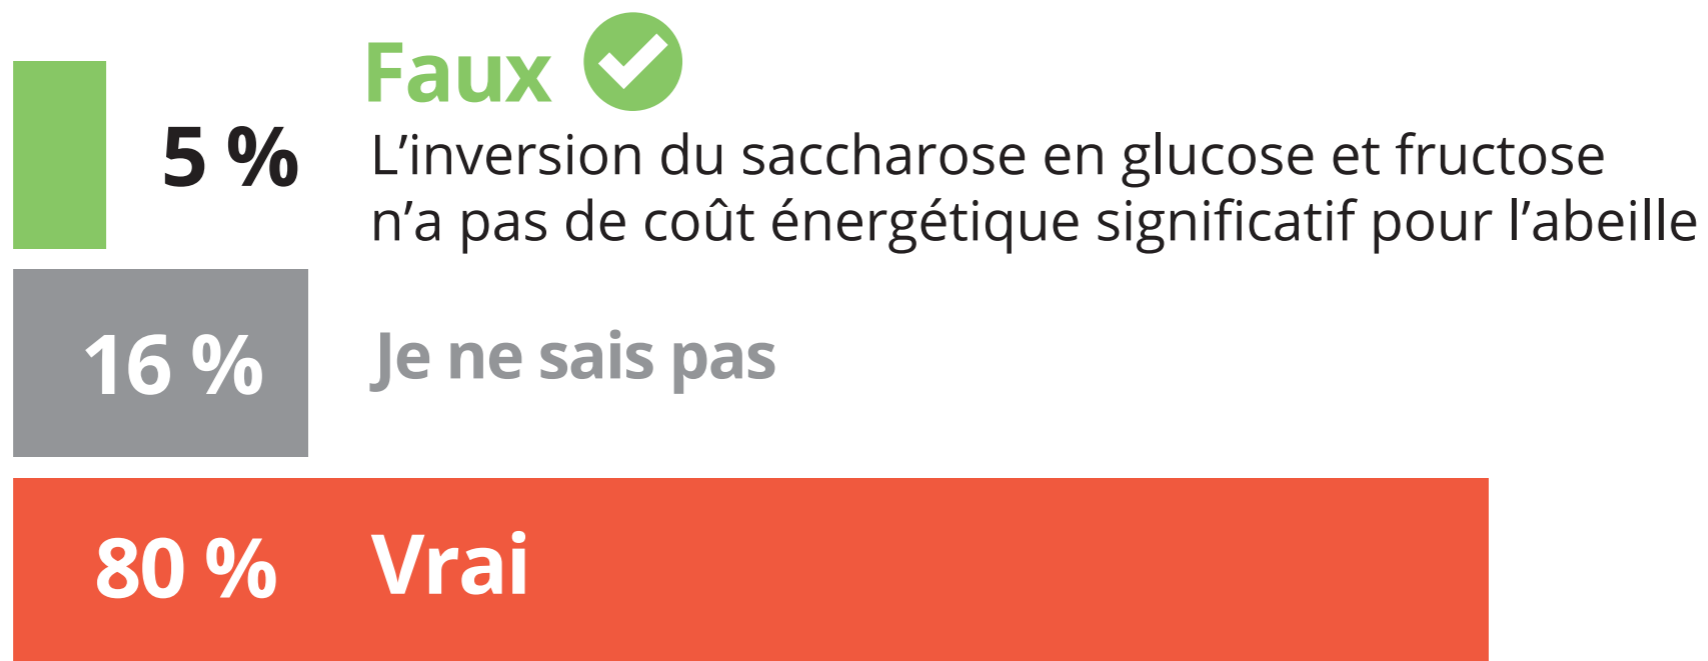 Faux
5 %
L’inversion du saccharose en glucose et fructose
n’a pas de coût énergétique significatif pour l’abeille
16 %
Je ne sais pas
80 %
Vrai